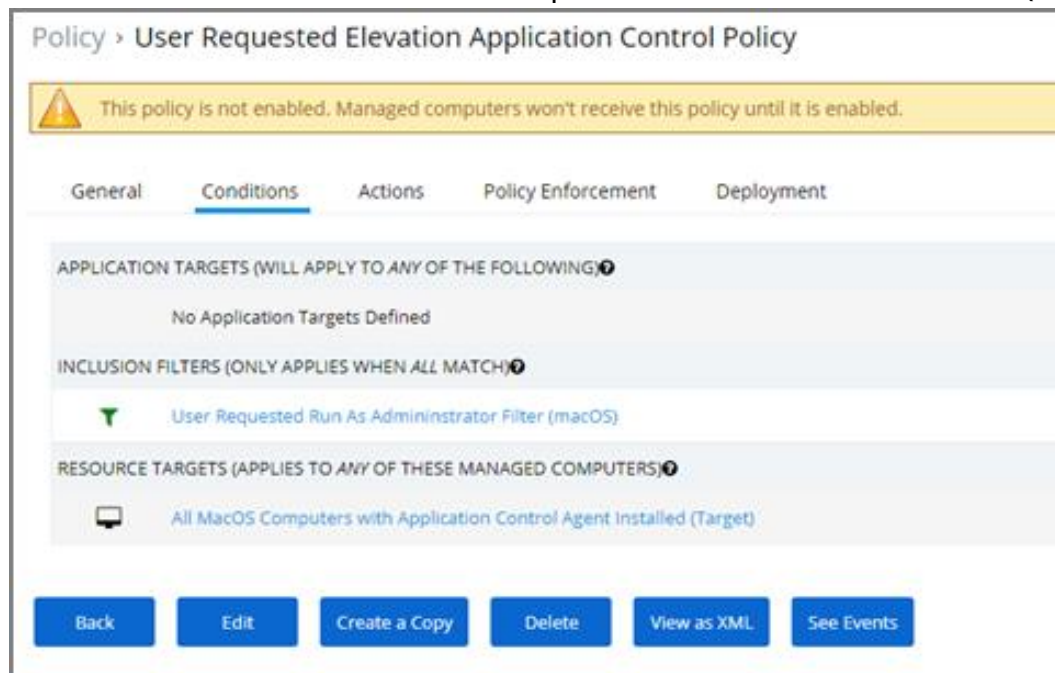 Policy › User Requested Elevation Application Control Policy
This policy is not enabled. Managed computers won't receive this policy until it is enabled.
General Conditions Actions Policy Enforcement Deployment
APPLICATION TARGETS (WILL APPLY TO ANY OF THE FOLLOWING)
No Application Targets Defined
INCLUSION FILTERS (ONLY APPLIES WHEN ALL MATCH)
User Requested Run As Admininstrator Filter (macOS)
RESOURCE TARGETS (APPLIES TO ANY OF THESE MANAGED COMPUTERS)
All MacOS Computers with Application Control Agent Installed (Target)
Back Edit Create a Copy Delete View as XML See Events